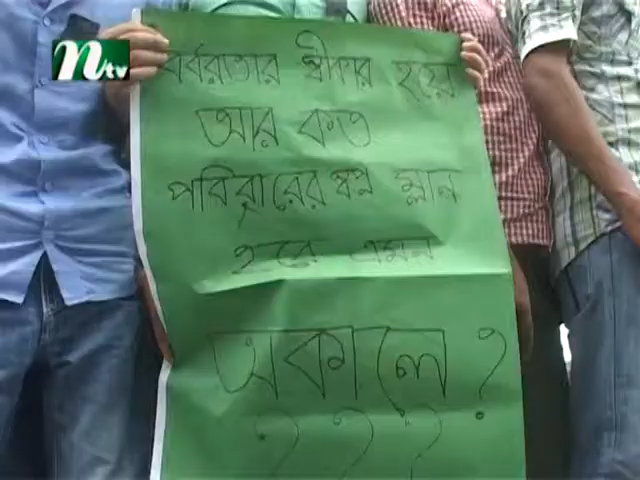 ntv
বর্বরতার স্বীকার হয়ে
আর কত
পরিবারের স্বপ্ন ম্লান
হবে এমন
অকালে ?
? ? ?